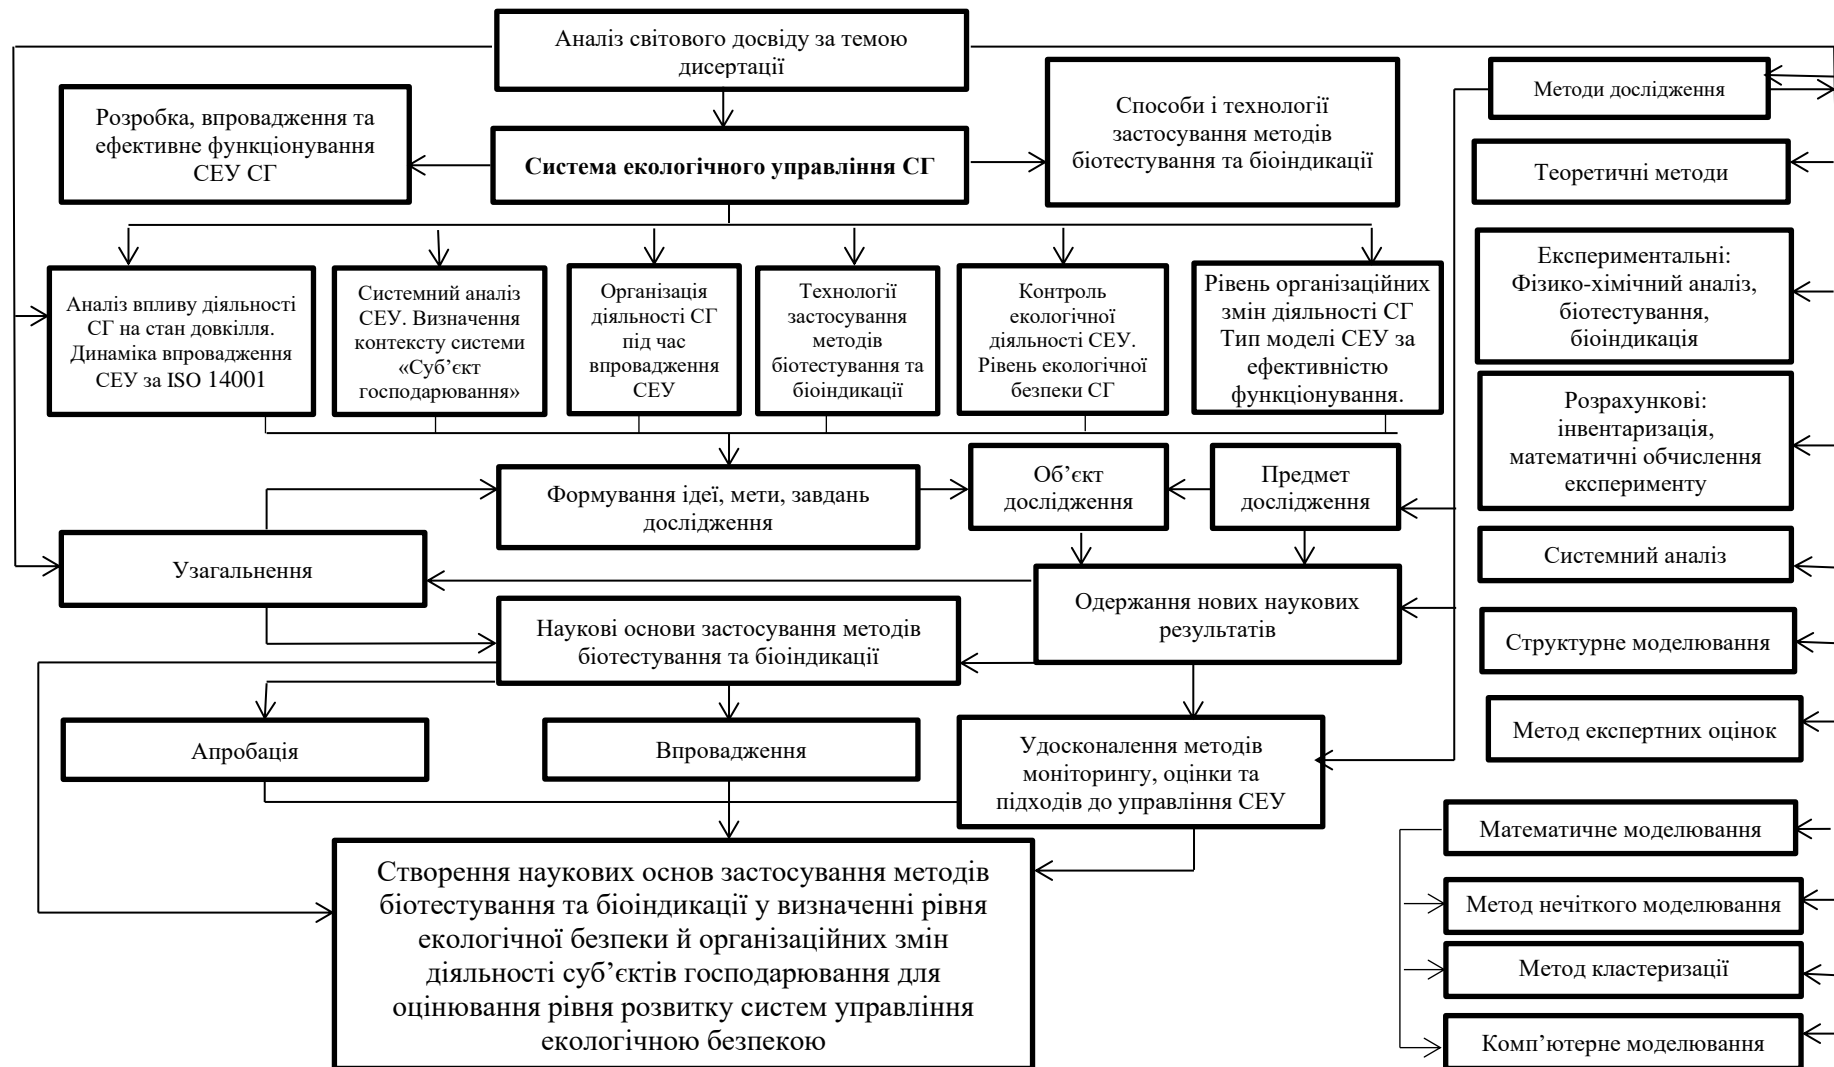 Аналіз світового досвіду за темою
дисертації
Розробка, впровадження та
ефективне функціонування
СЕУ СГ
Система екологічного управління СГ
Способи і технології
застосування методів
біотестування та біоіндикації
Методи дослідження
Теоретичні методи
Експериментальні:
Фізико-хімічний аналіз,
біотестування,
біоіндикація
Розрахункові:
інвентаризація,
математичні обчислення
експерименту
Системний аналіз
Структурне моделювання
Метод експертних оцінок
Математичне моделювання
Метод нечіткого моделювання
Метод кластеризації
Комп’ютерне моделювання
Аналіз впливу діяльності
СГ на стан довкілля.
Динаміка впровадження
СЕУ за ISO 14001
Системний аналіз
СЕУ. Визначення
контексту системи
«Суб’єкт
господарювання»
Організація
діяльності СГ
під час
впровадження
СЕУ
Технології
застосування
методів
біотестування та
біоіндикації
Контроль
екологічної
діяльності СЕУ.
Рівень екологічної
безпеки СГ
Рівень організаційних
змін діяльності СГ
Тип моделі СЕУ за
ефективністю
функціонування.
Формування ідеї, мети, завдань
дослідження
Об’єкт
дослідження
Предмет
дослідження
Узагальнення
Одержання нових наукових
результатів
Наукові основи застосування методів
біотестування та біоіндикації
Апробація
Впровадження
Удосконалення методів
моніторингу, оцінки та
підходів до управління СЕУ
Створення наукових основ застосування методів
біотестування та біоіндикації у визначенні рівня
екологічної безпеки й організаційних змін
діяльності суб’єктів господарювання для
оцінювання рівня розвитку систем управління
екологічною безпекою